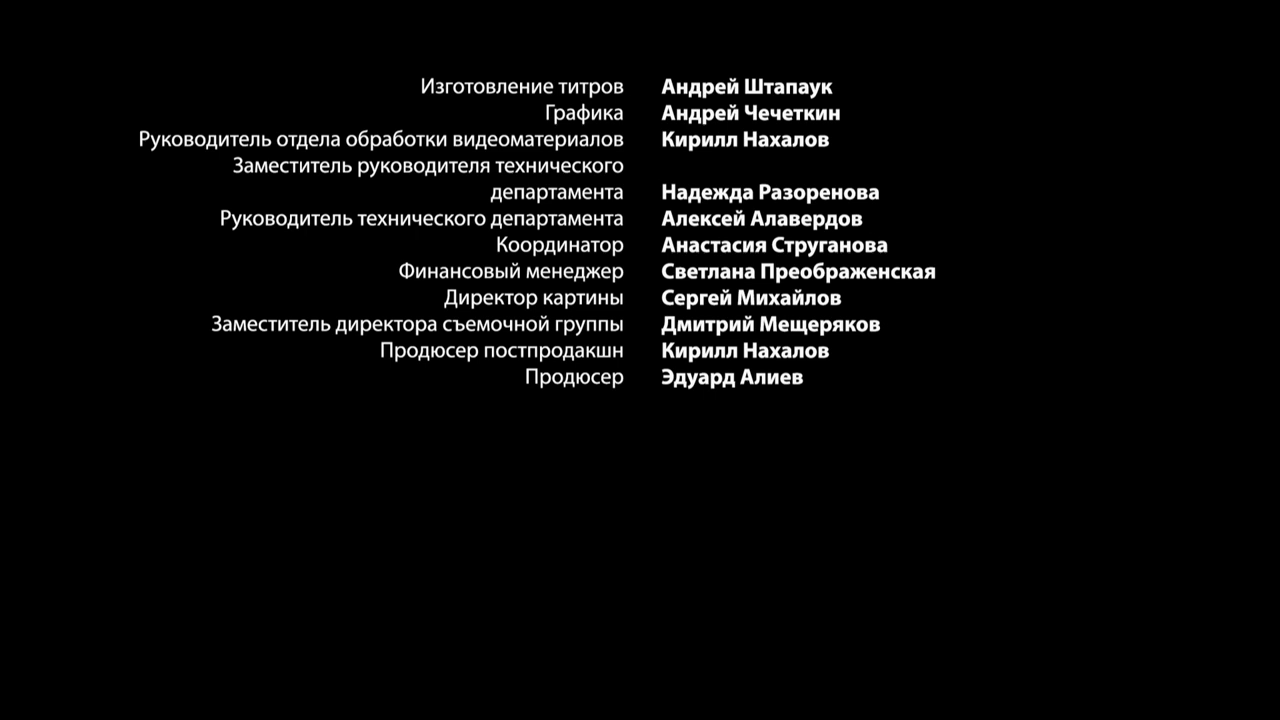 Изготовление титров Андрей Штапаук
Графика Андрей Чечеткин
Руководитель отдела обработки видеоматериалов Кирилл Нахалов
Заместитель руководителя технического
департамента Надежда Разоренова
Руководитель технического департамента Алексей Алавердов
Координатор Анастасия Струганова
Финансовый менеджер Светлана Преображенская
Директор картины Сергей Михайлов
Заместитель директора съемочной группы Дмитрий Мещеряков
Продюсер постпродакшн Кирилл Нахалов
Продюсер Эдуард Алиев